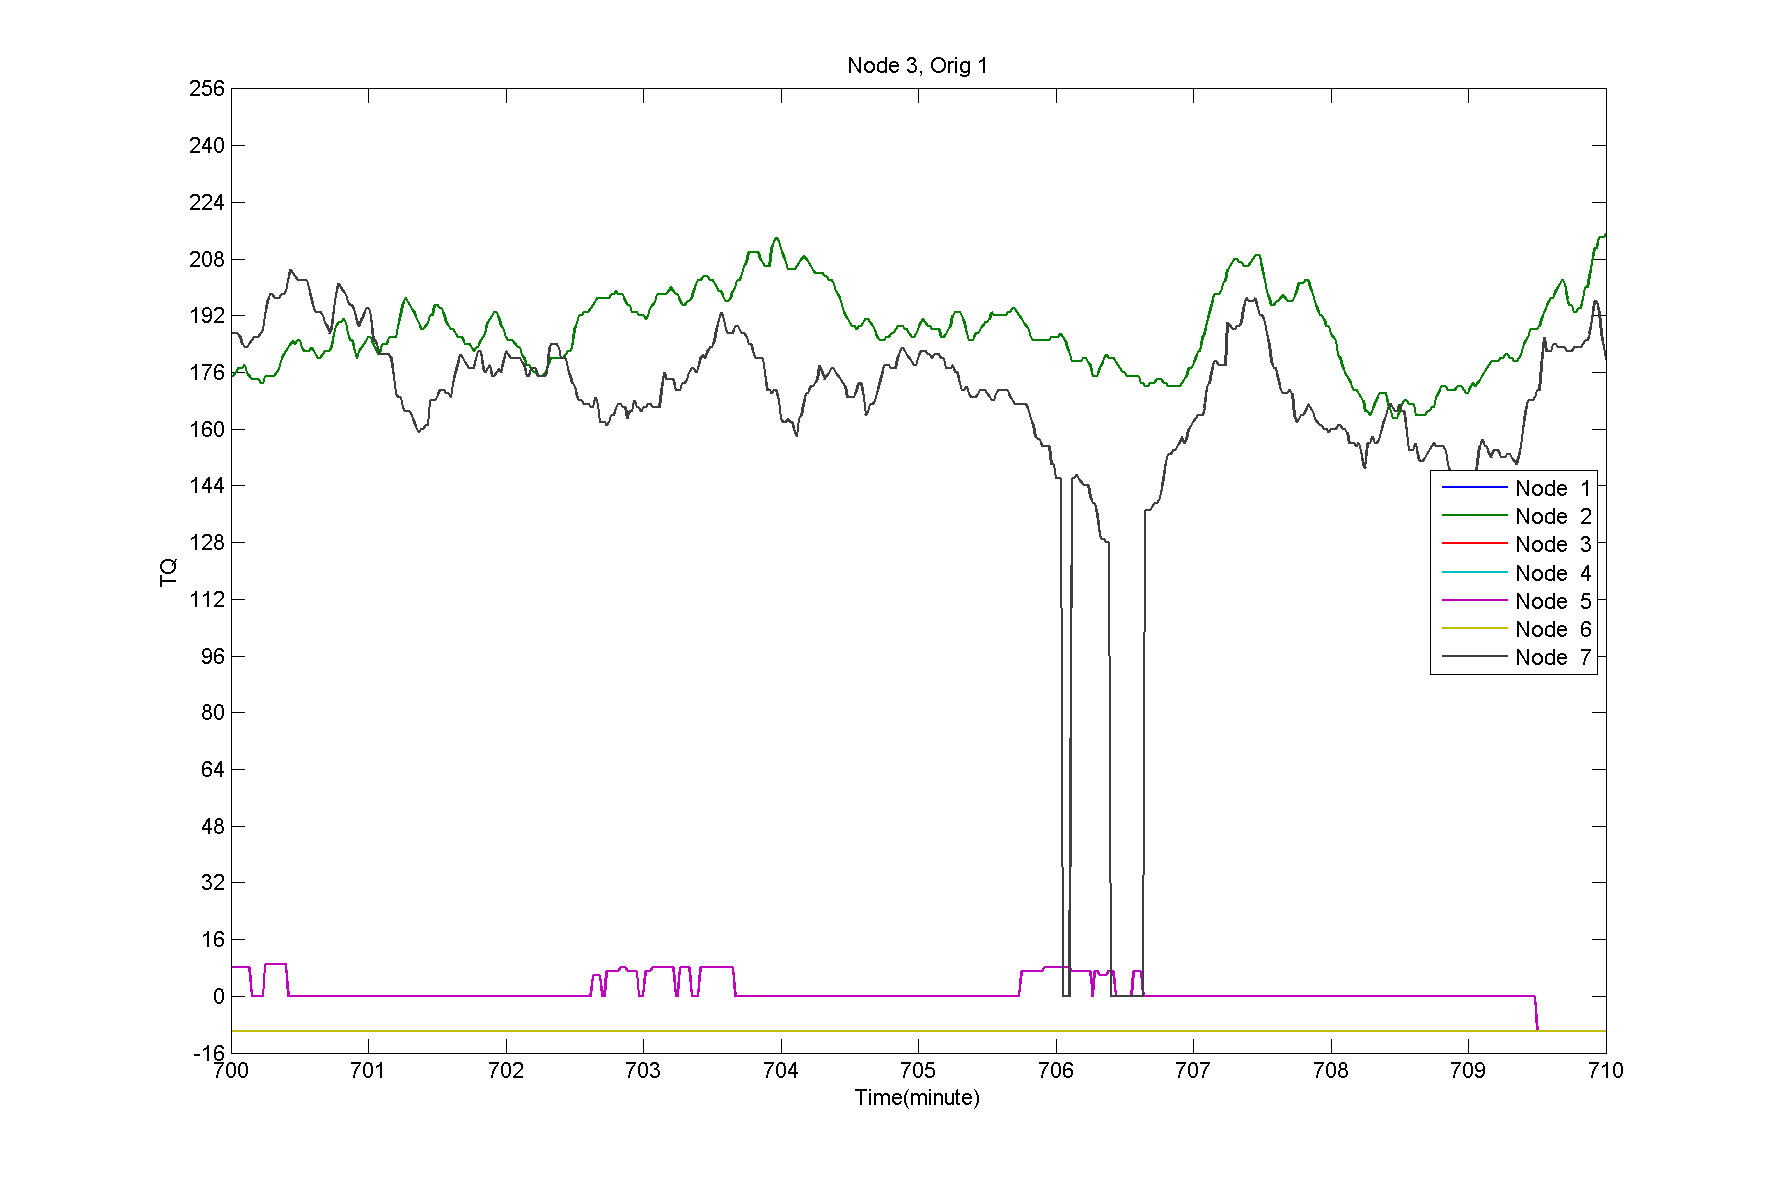 Node 3, Orig 1
256
240
224
208
192
176
160
144
128
112
96
80
64
48
32
16
0
-16
TQ
Node 1
Node 2
Node 3
Node 4
Node 5
Node 6
Node 7
700 701 702 703 704 705 706 707 708 709 710
Time(minute)